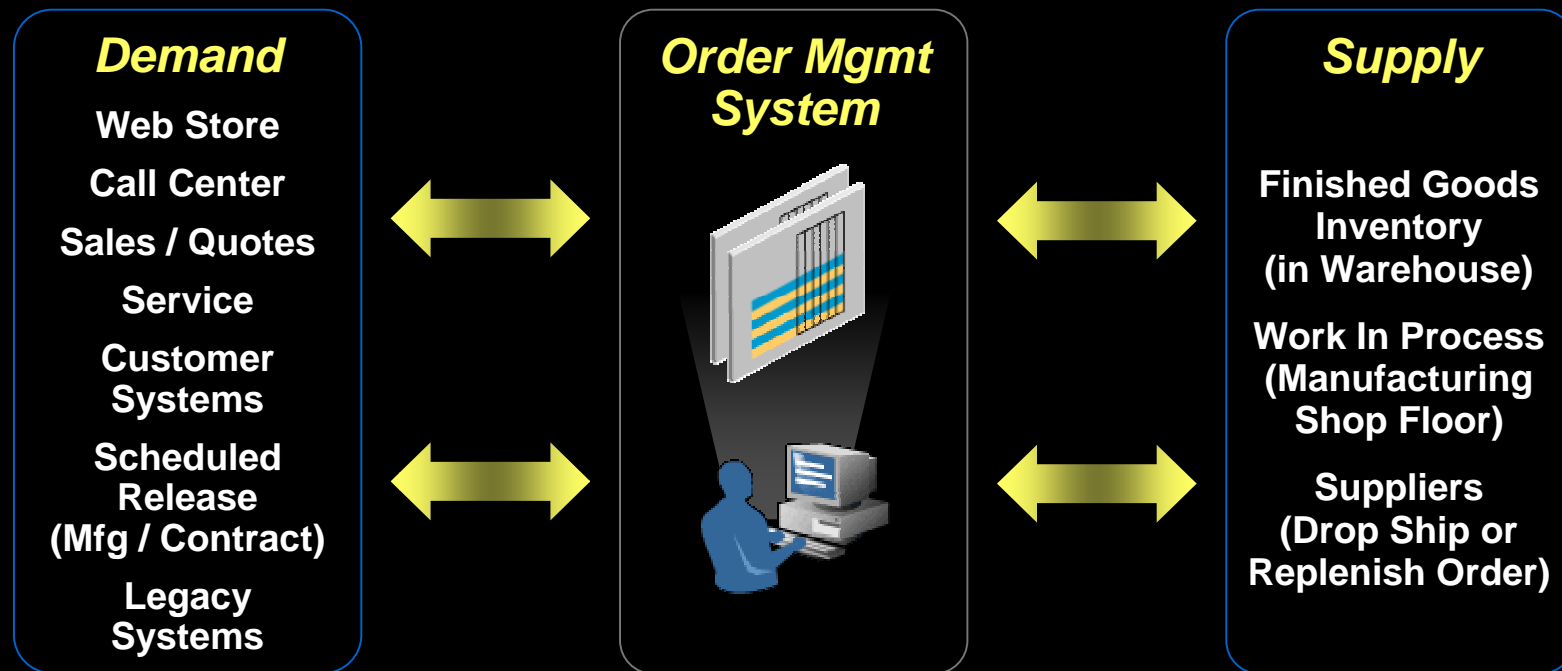 Demand
Web Store
Call Center
Sales / Quotes
Service
Customer
Systems
Scheduled
Release
(Mfg / Contract)
Legacy
Systems
Order Mgmt
System
Supply
Finished Goods
Inventory
(in Warehouse)
Work In Process
(Manufacturing
Shop Floor)
Suppliers
(Drop Ship or
Replenish Order)